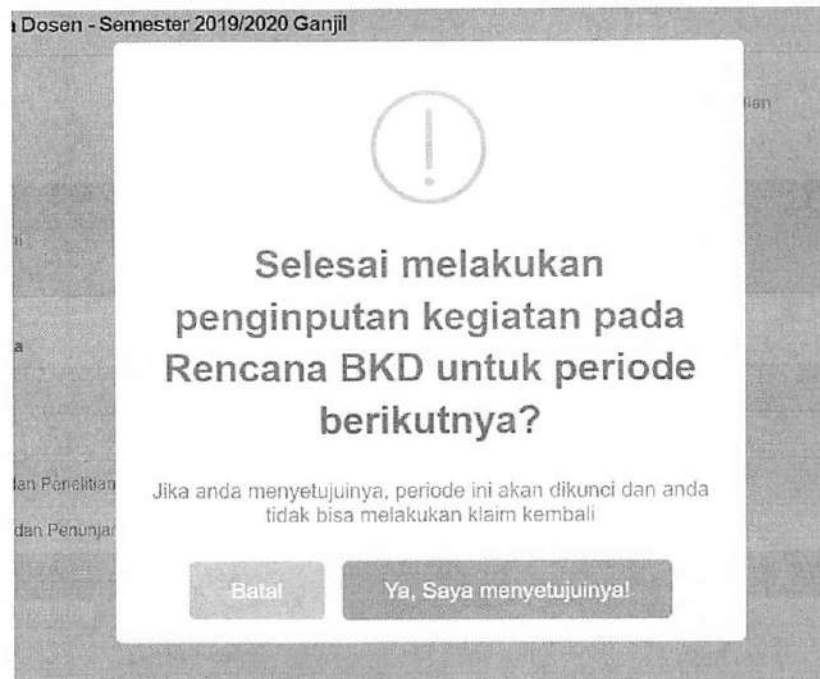 a Dosen - Semester 2019/2020 Ganjil
Selesai melakukan
penginputan kegiatan pada
Rencana BKD untuk periode
berikutnya?
dan Penelitian
Jika anda menyetujuinya, periode ini akan dikunci dan anda
tidak bisa melakukan klaim kembali
dan Penunja
Batal
Ya, Saya menyetujuinya!